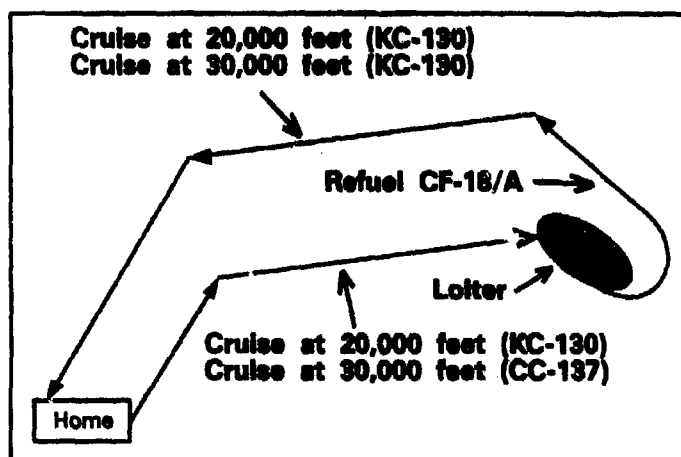 Cruise at 20,000 feet (KC-130)
Cruise at 30,000 feet (KC-130)
Refuel CF-18/A
Loiter
Cruise at 20,000 feet (KC-130)
Cruise at 30,000 feet (CC-137)
Home